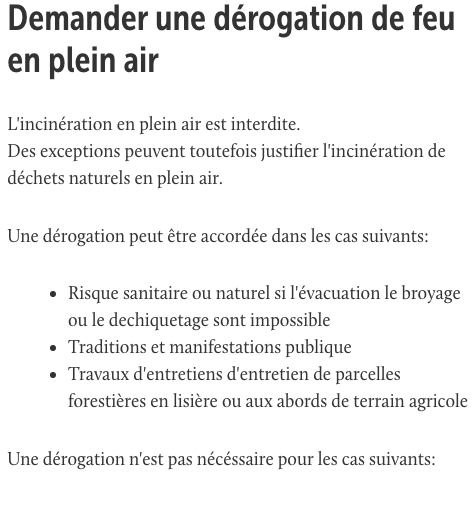 Demander une dérogation de feu
en plein air
L'incinération en plein air est interdite.
Des exceptions peuvent toutefois justifier l'incinération de
déchets naturels en plein air.
Une dérogation peut être accordée dans les cas suivants:
• Risque sanitaire ou naturel si l'évacuation le broyage
ou le dechiquetage sont impossible
• Traditions et manifestations publique
• Travaux d'entretiens d'entretien de parcelles
forestières en lisière ou aux abords de terrain agricole
Une dérogation n'est pas nécéssaire pour les cas suivants: